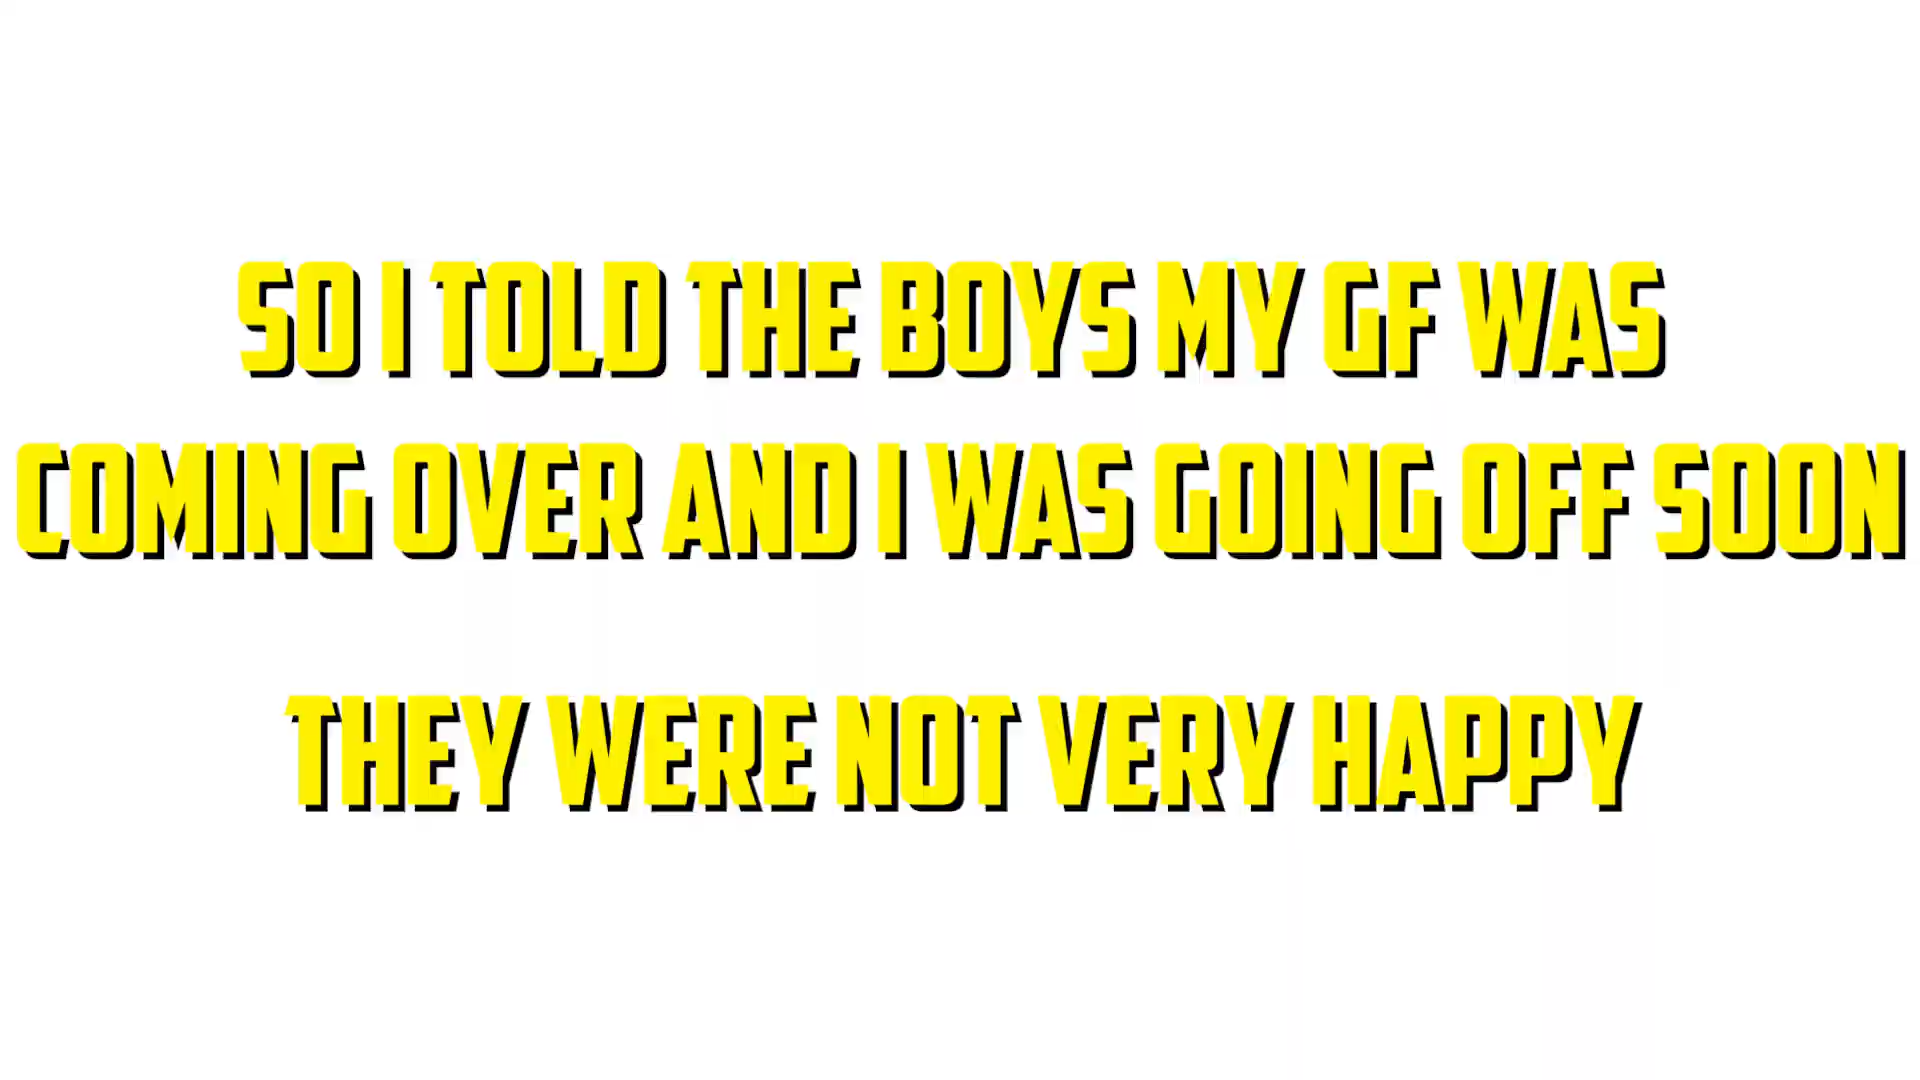 SO I TOLD THE BOYS MY GF WAS
COMING OVER AND I WAS GOING OFF SOON
THEY WERE NOT VERY HAPPY